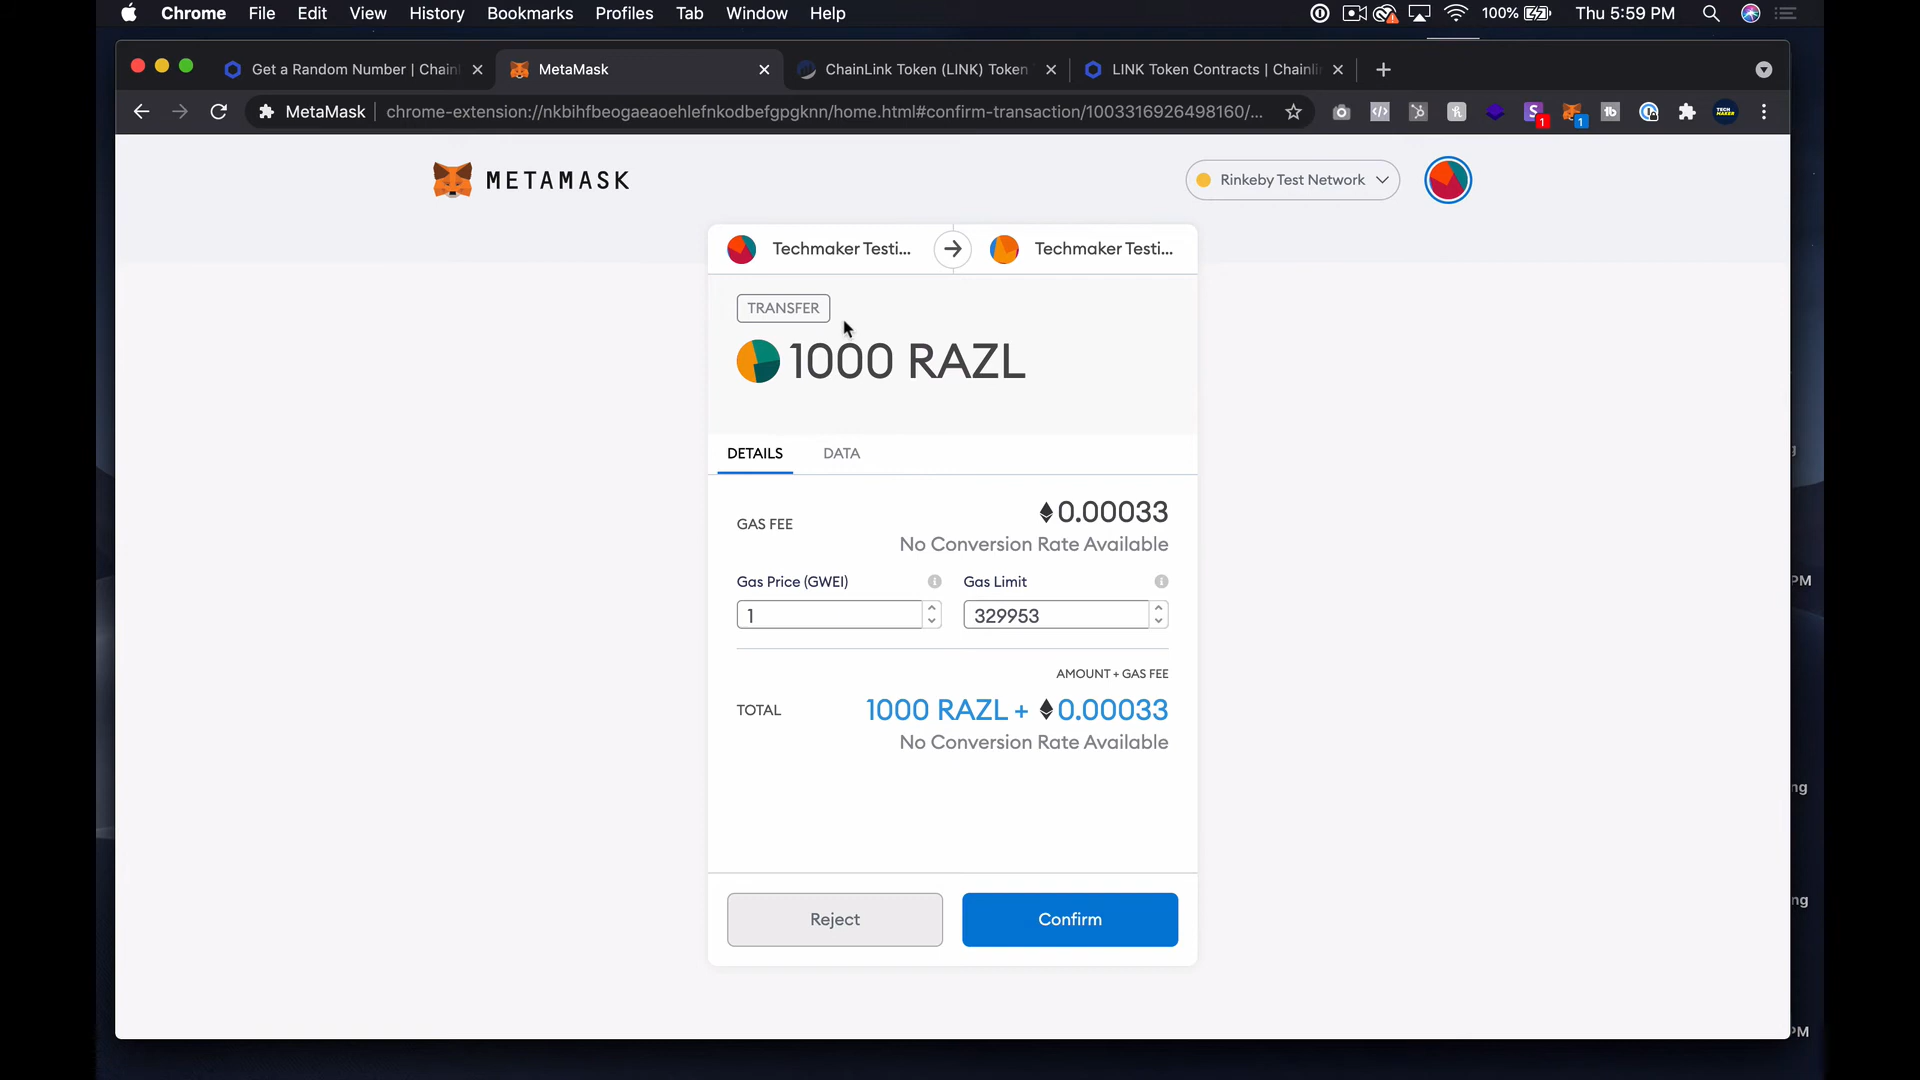 Chrome File Edit View History Bookmarks Profiles Tab Window Help 100% Thu 5:59 PM
Get a Random Number | Chainl MetaMask ChainLink Token (LINK) Token LINK Token Contracts | Chainlin
MetaMask chrome-extension://nkbihfbeogaeaoehlefnkodbefgpgknn/home.html#confirm-transaction/1003316926498160/... 1 1
METAMASK
Rinkeby Test Network
Techmaker Testi... Techmaker Testi...
TRANSFER
1000 RAZL
DETAILS DATA
GAS FEE 0.00033
No Conversion Rate Available
Gas Price (GWEI) Gas Limit
1 329953
AMOUNT + GAS FEE
TOTAL 1000 RAZL + 0.00033
No Conversion Rate Available
Reject Confirm
PM
ng
ng
PM